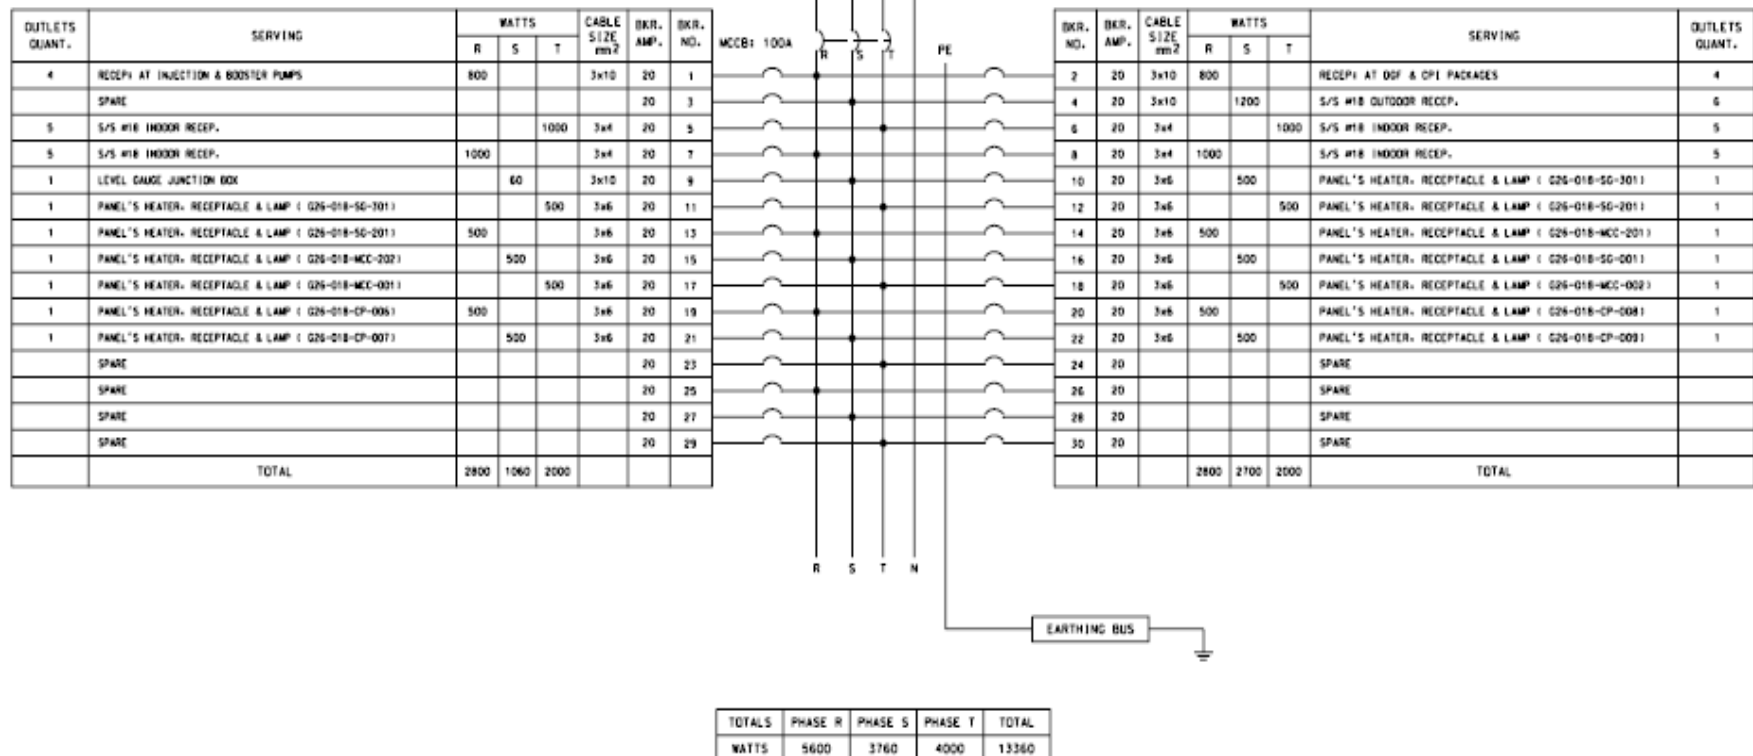 OUTLETS QUANT. SERVING WATTS R S T CABLE SIZE mm2 BKR. AMP. BKR. NO.
4 RECEP: AT INJECTION & BOOSTER PUMPS 800 3x10 20 1
SPARE 20 3
5 S/S #18 INDOOR RECEP. 1000 3x4 20 5
5 S/S #18 INDOOR RECEP. 1000 3x4 20 7
1 LEVEL GAUGE JUNCTION BOX 60 3x10 20 9
1 PANEL'S HEATER. RECEPTACLE & LAMP ( G26-018-SG-301) 500 3x6 20 11
1 PANEL'S HEATER. RECEPTACLE & LAMP ( G26-018-SG-201) 500 3x6 20 13
1 PANEL'S HEATER. RECEPTACLE & LAMP ( G26-018-MCC-202) 500 3x6 20 15
1 PANEL'S HEATER. RECEPTACLE & LAMP ( G26-018-MCC-001) 500 3x6 20 17
1 PANEL'S HEATER. RECEPTACLE & LAMP ( G26-018-CP-006) 500 3x6 20 19
1 PANEL'S HEATER. RECEPTACLE & LAMP ( G26-018-CP-007) 500 3x6 20 21
SPARE 20 23
SPARE 20 25
SPARE 20 27
SPARE 20 29
TOTAL 2800 1060 2000
MCCB: 100A
R S T
PE
BKR. NO. BKR. AMP. CABLE SIZE mm2 WATTS R S T SERVING OUTLETS QUANT.
2 20 3x10 800 RECEP: AT DGF & CPI PACKAGES 4
4 20 3x10 1200 S/S #18 OUTDOOR RECEP. 6
6 20 3x4 1000 S/S #18 INDOOR RECEP. 5
8 20 3x4 1000 S/S #18 INDOOR RECEP. 5
10 20 3x6 500 PANEL'S HEATER. RECEPTACLE & LAMP ( G26-018-SG-301) 1
12 20 3x6 500 PANEL'S HEATER. RECEPTACLE & LAMP ( G26-018-SG-201) 1
14 20 3x6 500 PANEL'S HEATER. RECEPTACLE & LAMP ( G26-018-MCC-201) 1
16 20 3x6 500 PANEL'S HEATER. RECEPTACLE & LAMP ( G26-018-SG-001) 1
18 20 3x6 500 PANEL'S HEATER. RECEPTACLE & LAMP ( G26-018-MCC-002) 1
20 20 3x6 500 PANEL'S HEATER. RECEPTACLE & LAMP ( G26-018-CP-008) 1
22 20 3x6 500 PANEL'S HEATER. RECEPTACLE & LAMP ( G26-018-CP-009) 1
24 20 SPARE
26 20 SPARE
28 20 SPARE
30 20 SPARE
2800 2700 2000 TOTAL
R S T N
EARTHING BUS
TOTALS PHASE R PHASE S PHASE T TOTAL
WATTS 5600 3760 4000 13360